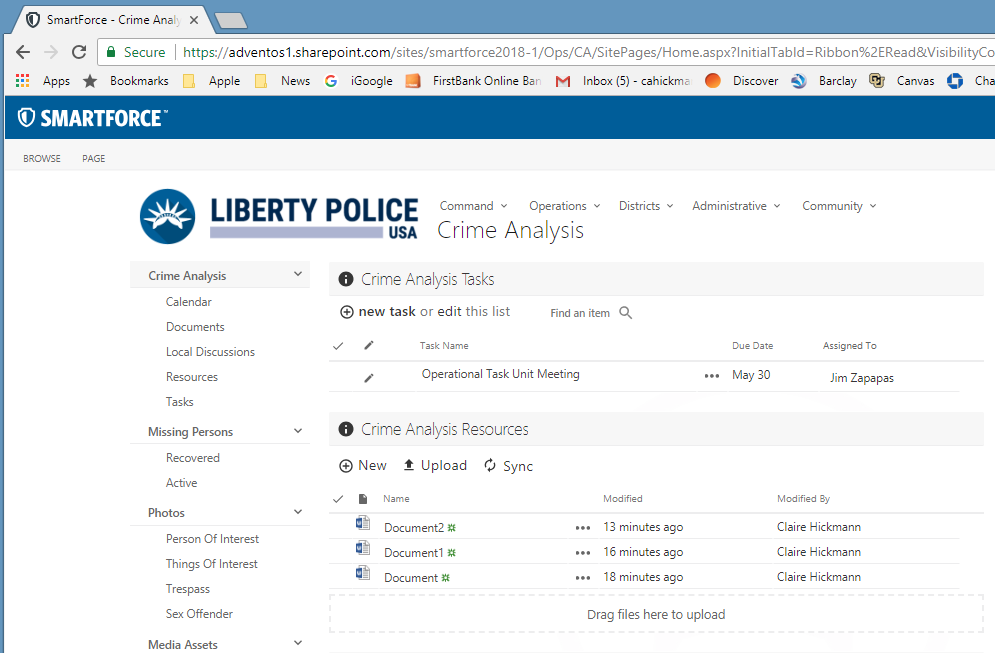 SmartForce - Crime Analy
Secure https://adventos1.sharepoint.com/sites/smartforce2018-1/Ops/CA/SitePages/Home.aspx?InitialTabId=Ribbon%2ERead&VisibilityCo
Apps Bookmarks Apple News iGoogle FirstBank Online Ban Inbox (5) - cahickma Discover Barclay Canvas Cha
SMARTFORCE™
BROWSE PAGE
LIBERTY POLICE
USA
Command Operations Districts Administrative Community
Crime Analysis
Crime Analysis
Calendar
Documents
Local Discussions
Resources
Tasks
Missing Persons
Recovered
Active
Photos
Person Of Interest
Things Of Interest
Trespass
Sex Offender
Media Assets
Crime Analysis Tasks
new task or edit this list Find an item
Task Name Due Date Assigned To
Operational Task Unit Meeting ••• May 30 Jim Zapapas
Crime Analysis Resources
New Upload Sync
Name Modified Modified By
Document2 ••• 13 minutes ago Claire Hickmann
Document1 ••• 16 minutes ago Claire Hickmann
Document ••• 18 minutes ago Claire Hickmann
Drag files here to upload